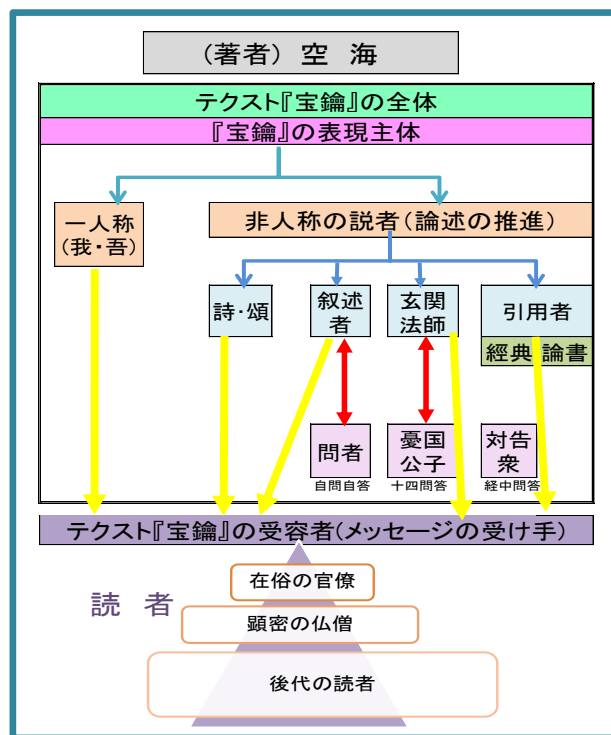 (著者) 空 海
テクスト『宝鑰』の全体
『宝鑰』の表現主体
一人称
(我・吾)
非人称の説者(論述の推進)
詩・頌
叙述
者
玄関
法師
引用者
經典 論書
問者
自問自答
憂国
公子
十四問答
対告
衆
経中問答
テクスト『宝鑰』の受容者(メッセージの受け手)
読 者
在俗の官僚
顕密の仏僧
後代の読者